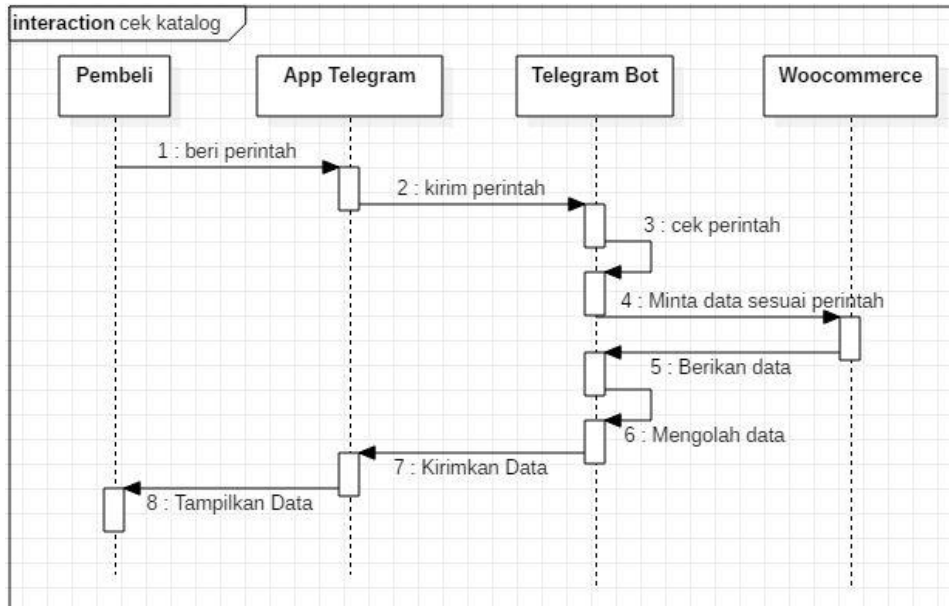 interaction cek katalog
Pembeli
App Telegram
Telegram Bot
Woocommerce
1 : beri perintah
2 : kirim perintah
3 : cek perintah
4 : Minta data sesuai perintah
5 : Berikan data
6 : Mengolah data
7 : Kirimkan Data
8 : Tampilkan Data